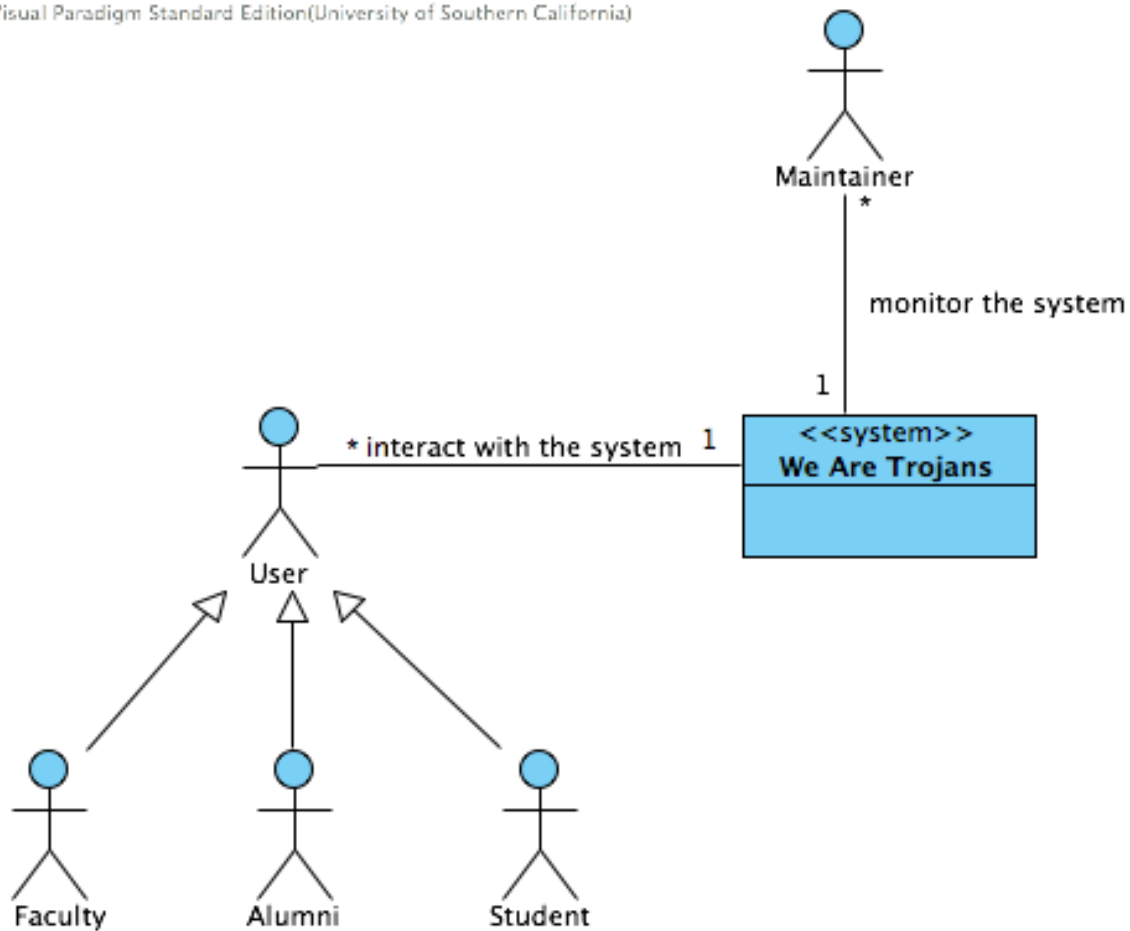 Visual Paradigm Standard Edition(University of Southern California)
Maintainer
*
monitor the system
1
* interact with the system 1
<<system>>
We Are Trojans
User
Faculty
Alumni
Student